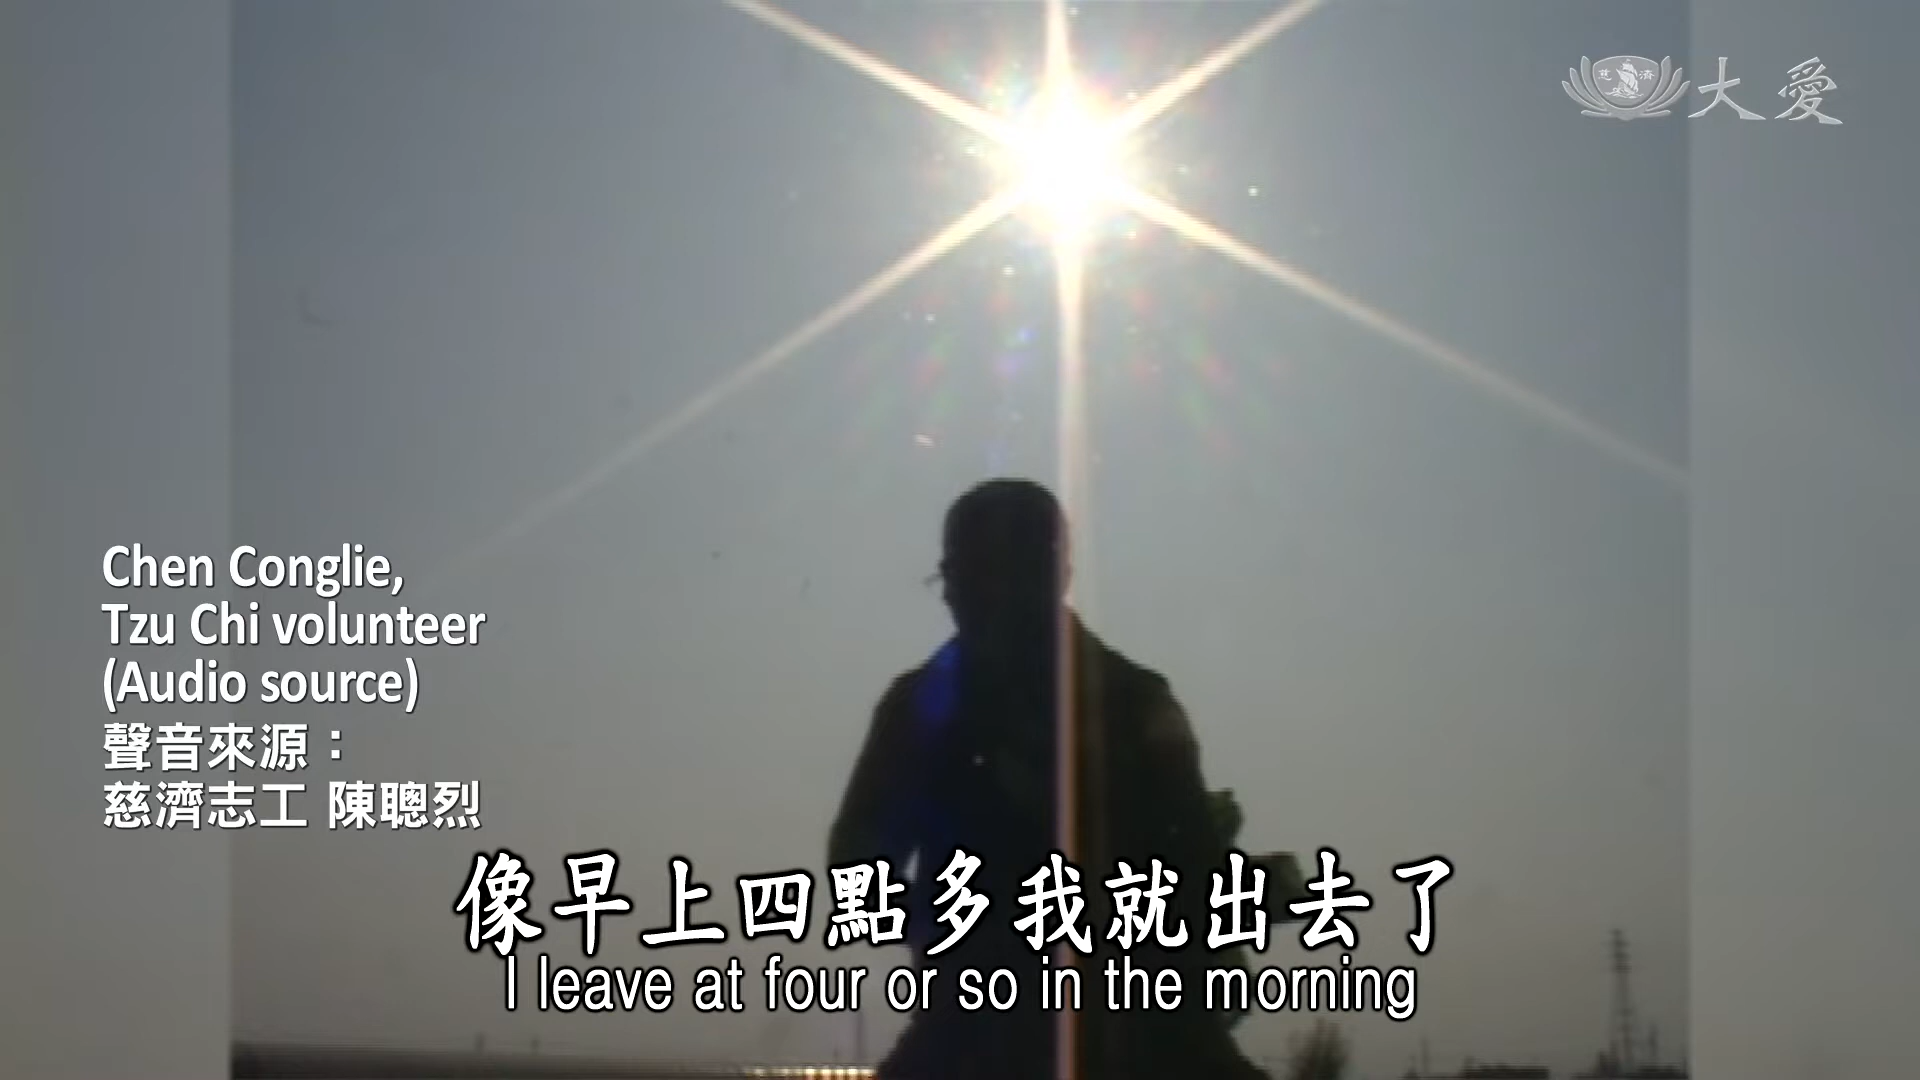 慈濟
大愛
Chen Conglie,
Tzu Chi volunteer
(Audio source)
聲音來源：
慈濟志工 陳聰烈
像早上四點多我就出去了
I leave at four or so in the morning